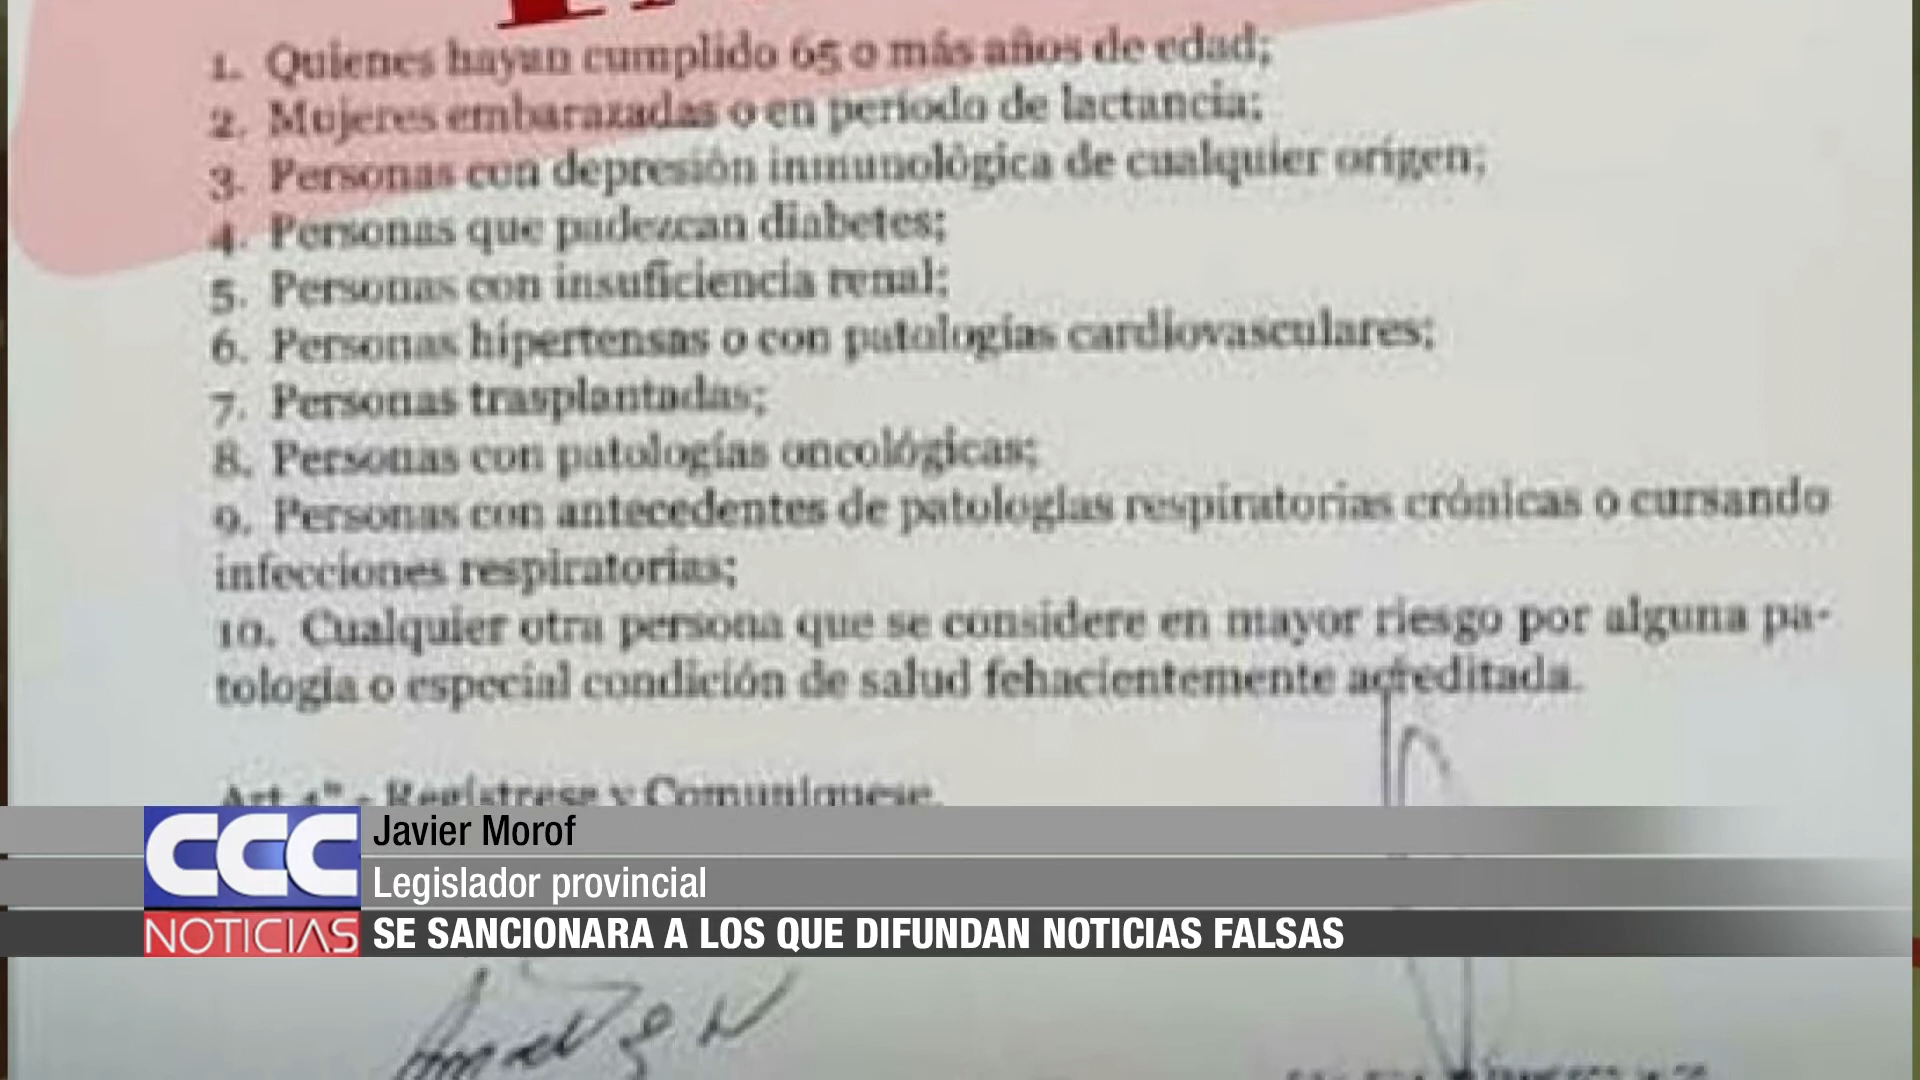 1. Quienes hayan cumplido 65 o más años de edad;
2. Mujeres embarazadas o en período de lactancia;
3. Personas con depresión inmunológica de cualquier origen;
4. Personas que padezcan diabetes;
5. Personas con insuficiencia renal;
6. Personas hipertensas o con patologías cardiovasculares;
7. Personas trasplantadas;
8. Personas con patologías oncológicas;
9. Personas con antecedentes de patologías respiratorias crónicas o cursando
infecciones respiratorias;
10. Cualquier otra persona que se considere en mayor riesgo por alguna pa-
tología o especial condición de salud fehacientemente acreditada.
Art 4° - Regístrese y Comuníquese.
CCC
NOTICIAS
Javier Morof
Legislador provincial
SE SANCIONARA A LOS QUE DIFUNDAN NOTICIAS FALSAS